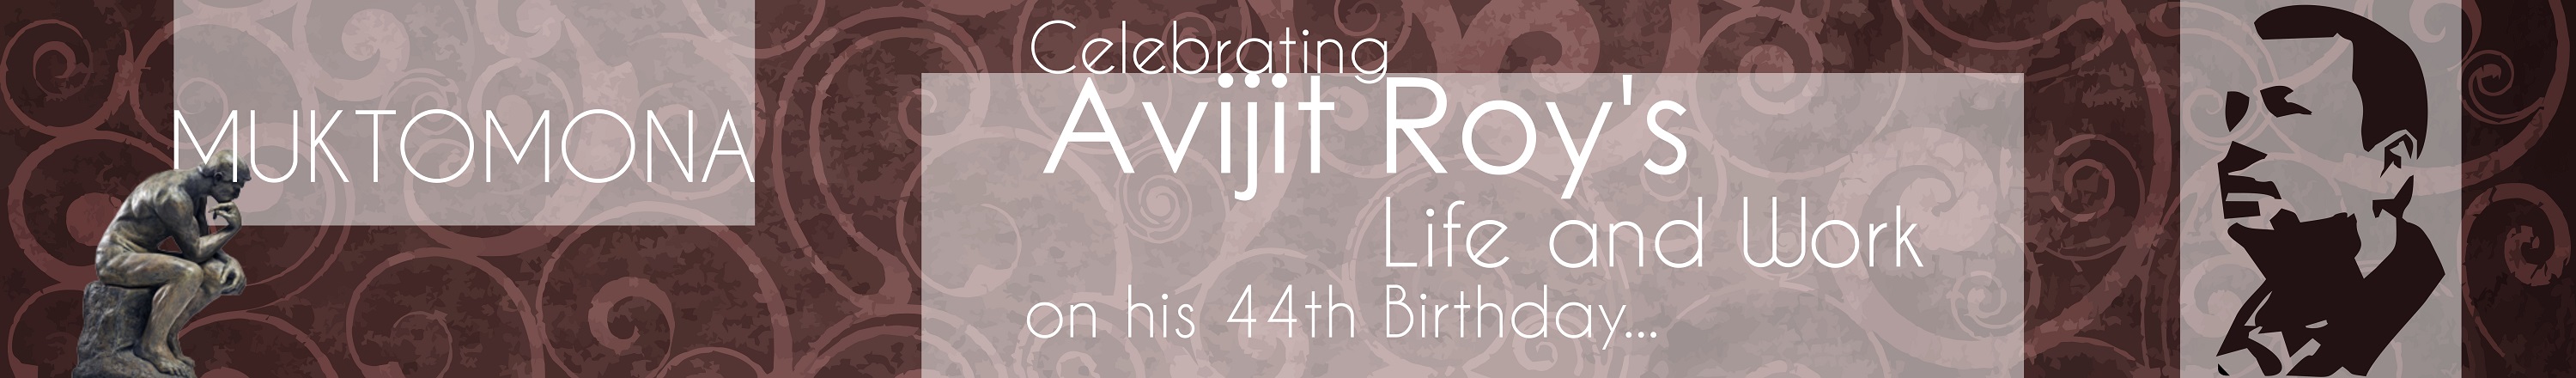 MUKTOMONA
Celebrating
Avijit Roy's
Life and Work
on his 44th Birthday...